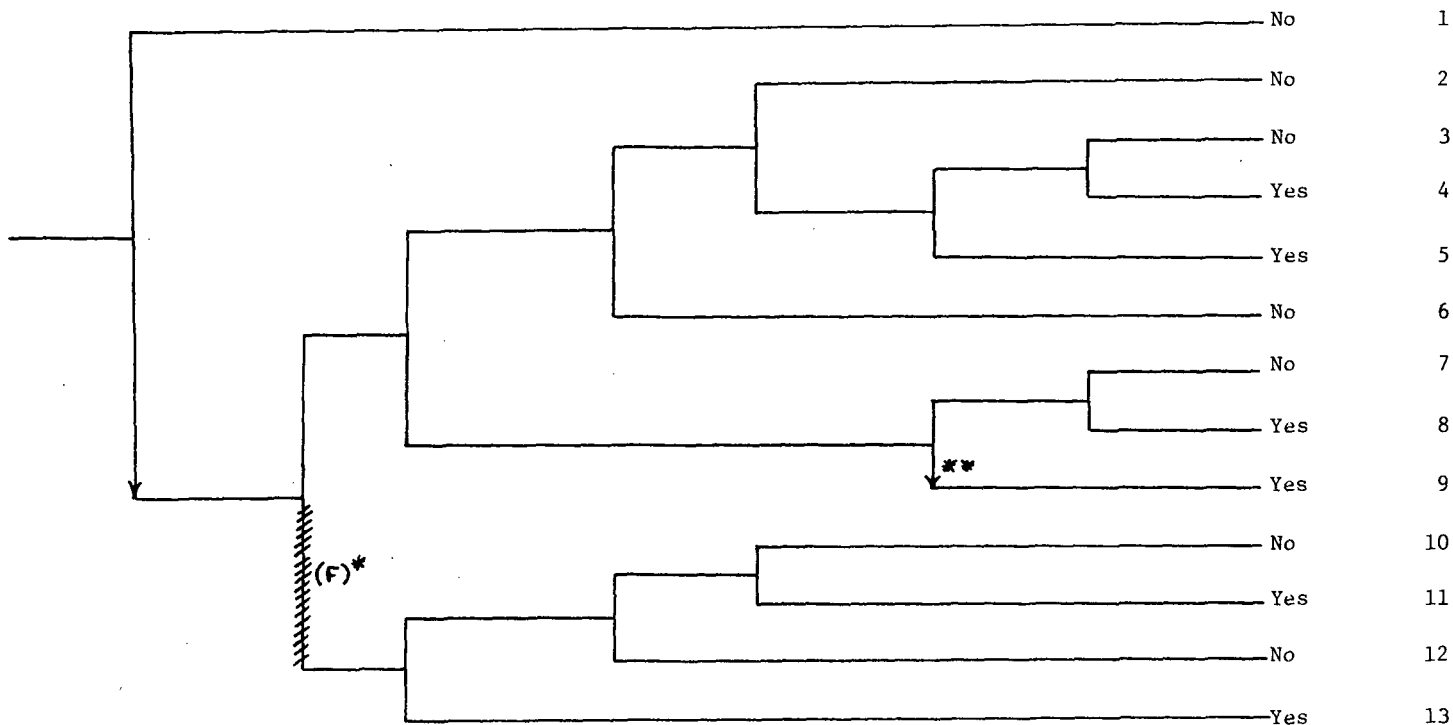 No 1
No 2
No 3
Yes 4
Yes 5
No 6
No 7
Yes 8
**
Yes 9
No 10
(F)*
Yes 11
No 12
Yes 13